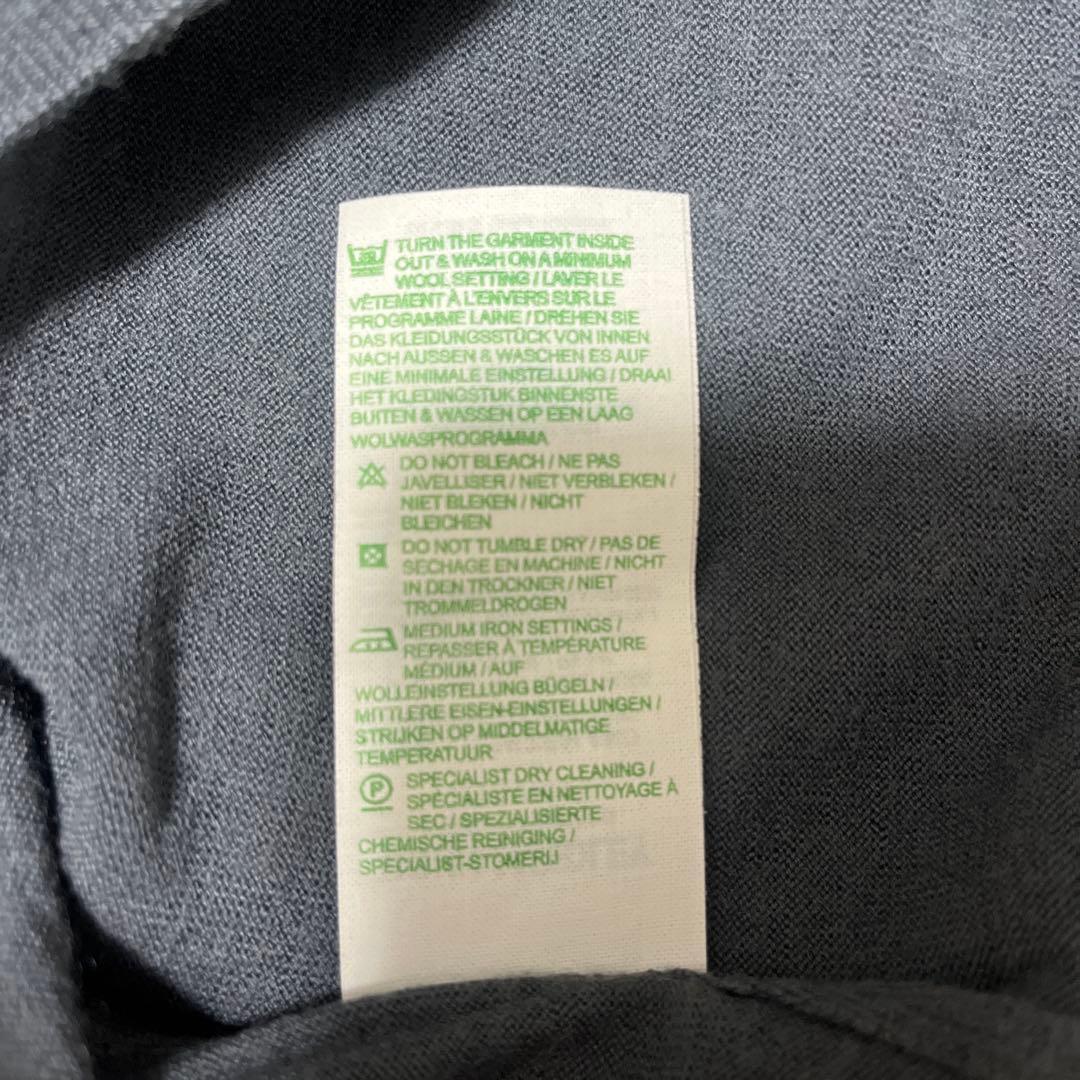 TURN THE GARMENT INSIDE
OUT & WASH ON A MINIMUM
WOOL SETTING / LAVER LE
VÊTEMENT À L'ENVERS SUR LE
PROGRAMME LAINE / DREHEN SIE
DAS KLEIDUNGSSTÜCK VON INNEN
NACH AUSSEN & WASCHEN ES AUF
EINE MINIMALE EINSTELLUNG / DRAAI
HET KLEDINGSTUK BINNENSTE
BUITEN & WASSEN OP EEN LAAG
WOLWASPROGRAMMA
DO NOT BLEACH / NE PAS
JAVELLISER / NIET VERBLEKEN /
NIET BLEKEN / NICHT
BLEICHEN
DO NOT TUMBLE DRY / PAS DE
SECHAGE EN MACHINE / NICHT
IN DEN TROCKNER / NIET
TROMMELDROGEN
MEDIUM IRON SETTINGS /
REPASSER À TEMPÉRATURE
MÉDIUM / AUF
WOLLEINSTELLUNG BÜGELN /
MITTLERE EISEN-EINSTELLUNGEN /
STRIJKEN OP MIDDELMATIGE
TEMPERATUUR
P SPECIALIST DRY CLEANING /
SPÉCIALISTE EN NETTOYAGE À
SEC / SPEZIALISIERTE
CHEMISCHE REINIGING /
SPECIALIST-STOMERIJ